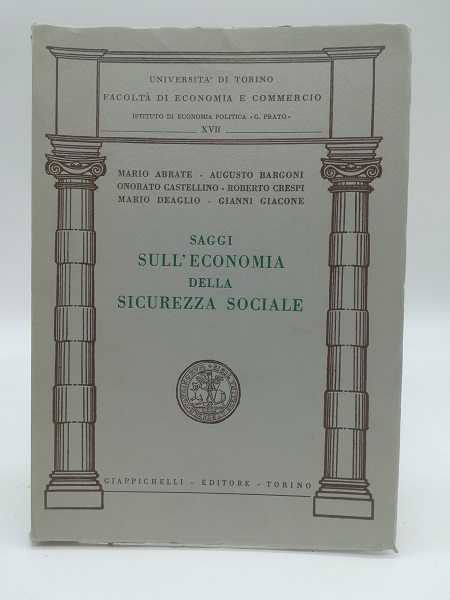 UNIVERSITA' DI TORINO
FACOLTÀ DI ECONOMIA E COMMERCIO
ISTITUTO DI ECONOMIA POLITICA «G. PRATO»
XVII
MARIO ABRATE - AUGUSTO BARGONI
ONORATO CASTELLINO - ROBERTO CRESPI
MARIO DEAGLIO - GIANNI GIACONE
SAGGI
SULL'ECONOMIA
DELLA
SICUREZZA SOCIALE
GIAPPICHELLI - EDITORE - TORINO